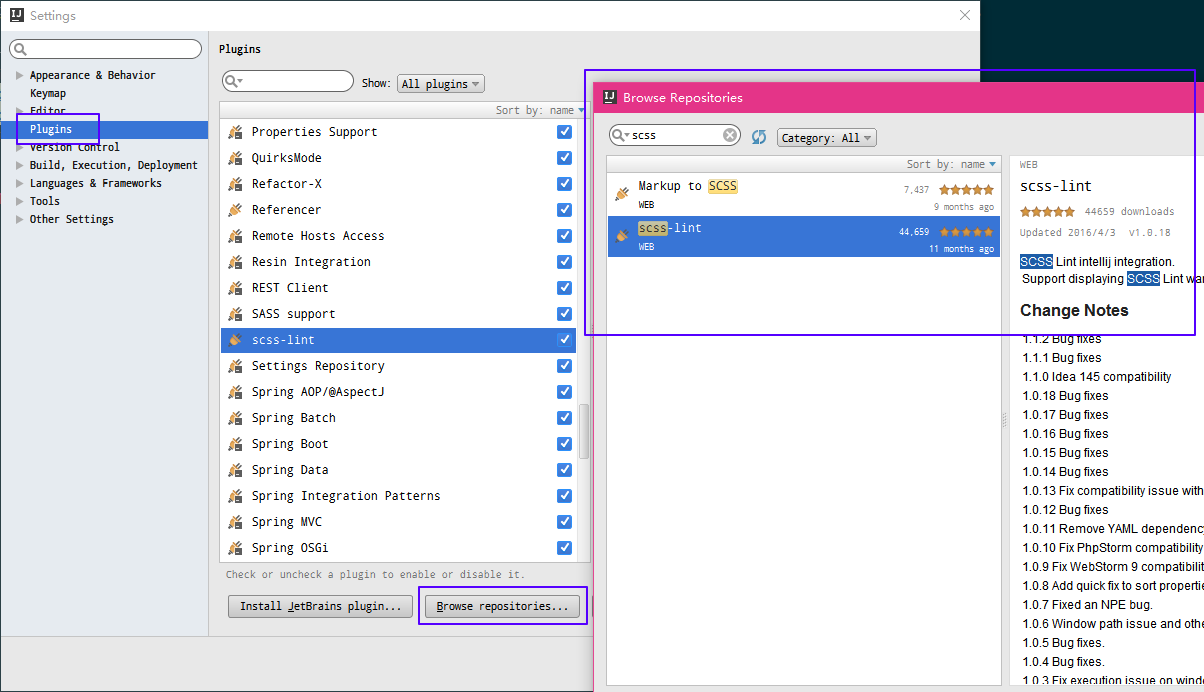 Settings
Appearance & Behavior
Keymap
Editor
Plugins
Version Control
Build, Execution, Deployment
Languages & Frameworks
Tools
Other Settings
Plugins
Show: All plugins
Sort by: name
Properties Support
QuirksMode
Refactor-X
Referencer
Remote Hosts Access
Resin Integration
REST Client
SASS support
scss-lint
Settings Repository
Spring AOP/@AspectJ
Spring Batch
Spring Boot
Spring Data
Spring Integration Patterns
Spring MVC
Spring OSGi
Check or uncheck a plugin to enable or disable it.
Install JetBrains plugin...
Browse repositories...
Browse Repositories
scss
Category: All
Sort by: name
Markup to SCSS
7,437
WEB
9 months ago
scss-lint
44,659
WEB
11 months ago
WEB
scss-lint
44659 downloads
Updated 2016/4/3 v1.0.18
SCSS Lint intellij integration.
Support displaying SCSS Lint wa
Change Notes
1.1.2 Bug fixes
1.1.1 Bug fixes
1.1.0 Idea 145 compatibility
1.0.18 Bug fixes
1.0.17 Bug fixes
1.0.16 Bug fixes
1.0.15 Bug fixes
1.0.14 Bug fixes
1.0.13 Fix compatibility issue with
1.0.12 Bug fixes
1.0.11 Remove YAML dependency
1.0.10 Fix PhpStorm compatibility
1.0.9 Fix WebStorm 9 compatibilit
1.0.8 Add quick fix to sort propertie
1.0.7 Fixed an NPE bug.
1.0.6 Window path issue and othe
1.0.5 Bug fixes.
1.0.4 Bug fixes.
1.0.3 Fix execution issue on windo